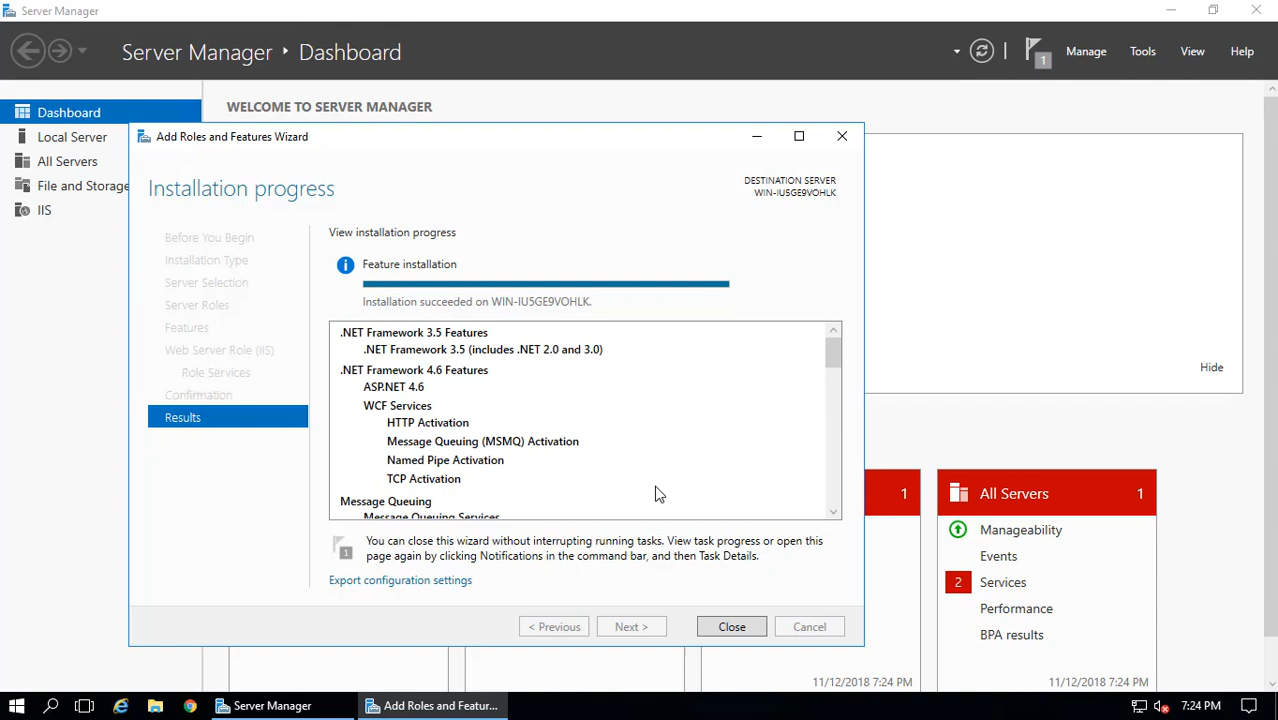 Server Manager
Server Manager ‣ Dashboard
1
Manage
Tools
View
Help
Dashboard
Local Server
All Servers
File and Storage
IIS
WELCOME TO SERVER MANAGER
Add Roles and Features Wizard
Installation progress
DESTINATION SERVER
WIN-IU5GE9VOHLK
Before You Begin
Installation Type
Server Selection
Server Roles
Features
Web Server Role (IIS)
Role Services
Confirmation
Results
View installation progress
Feature installation
Installation succeeded on WIN-IU5GE9VOHLK.
.NET Framework 3.5 Features
.NET Framework 3.5 (includes .NET 2.0 and 3.0)
.NET Framework 4.6 Features
ASP.NET 4.6
WCF Services
HTTP Activation
Message Queuing (MSMQ) Activation
Named Pipe Activation
TCP Activation
Message Queuing
Message Queuing Services
1
You can close this wizard without interrupting running tasks. View task progress or open this
page again by clicking Notifications in the command bar, and then Task Details.
Export configuration settings
< Previous
Next >
Close
Cancel
Hide
1
All Servers 1
Manageability
Events
2 Services
Performance
BPA results
11/12/2018 7:24 PM
11/12/2018 7:24 PM
Server Manager
Add Roles and Featur...
7:24 PM